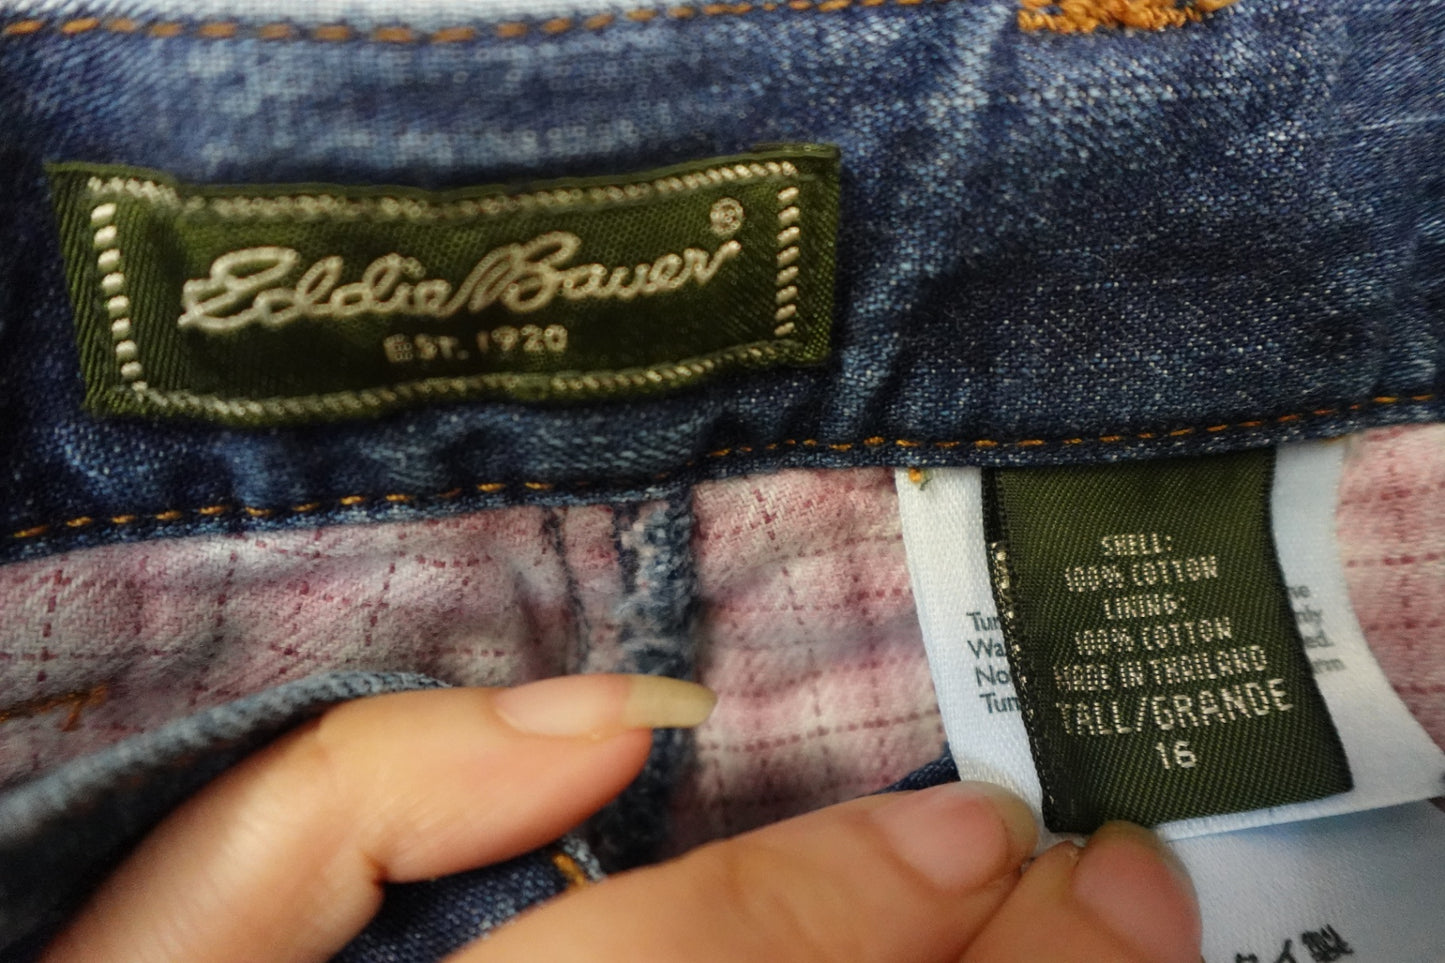 Eddie Bauer®
EST. 1920
SHELL:
100% COTTON
LINING:
100% COTTON
MADE IN THAILAND
TALL/GRANDE
16